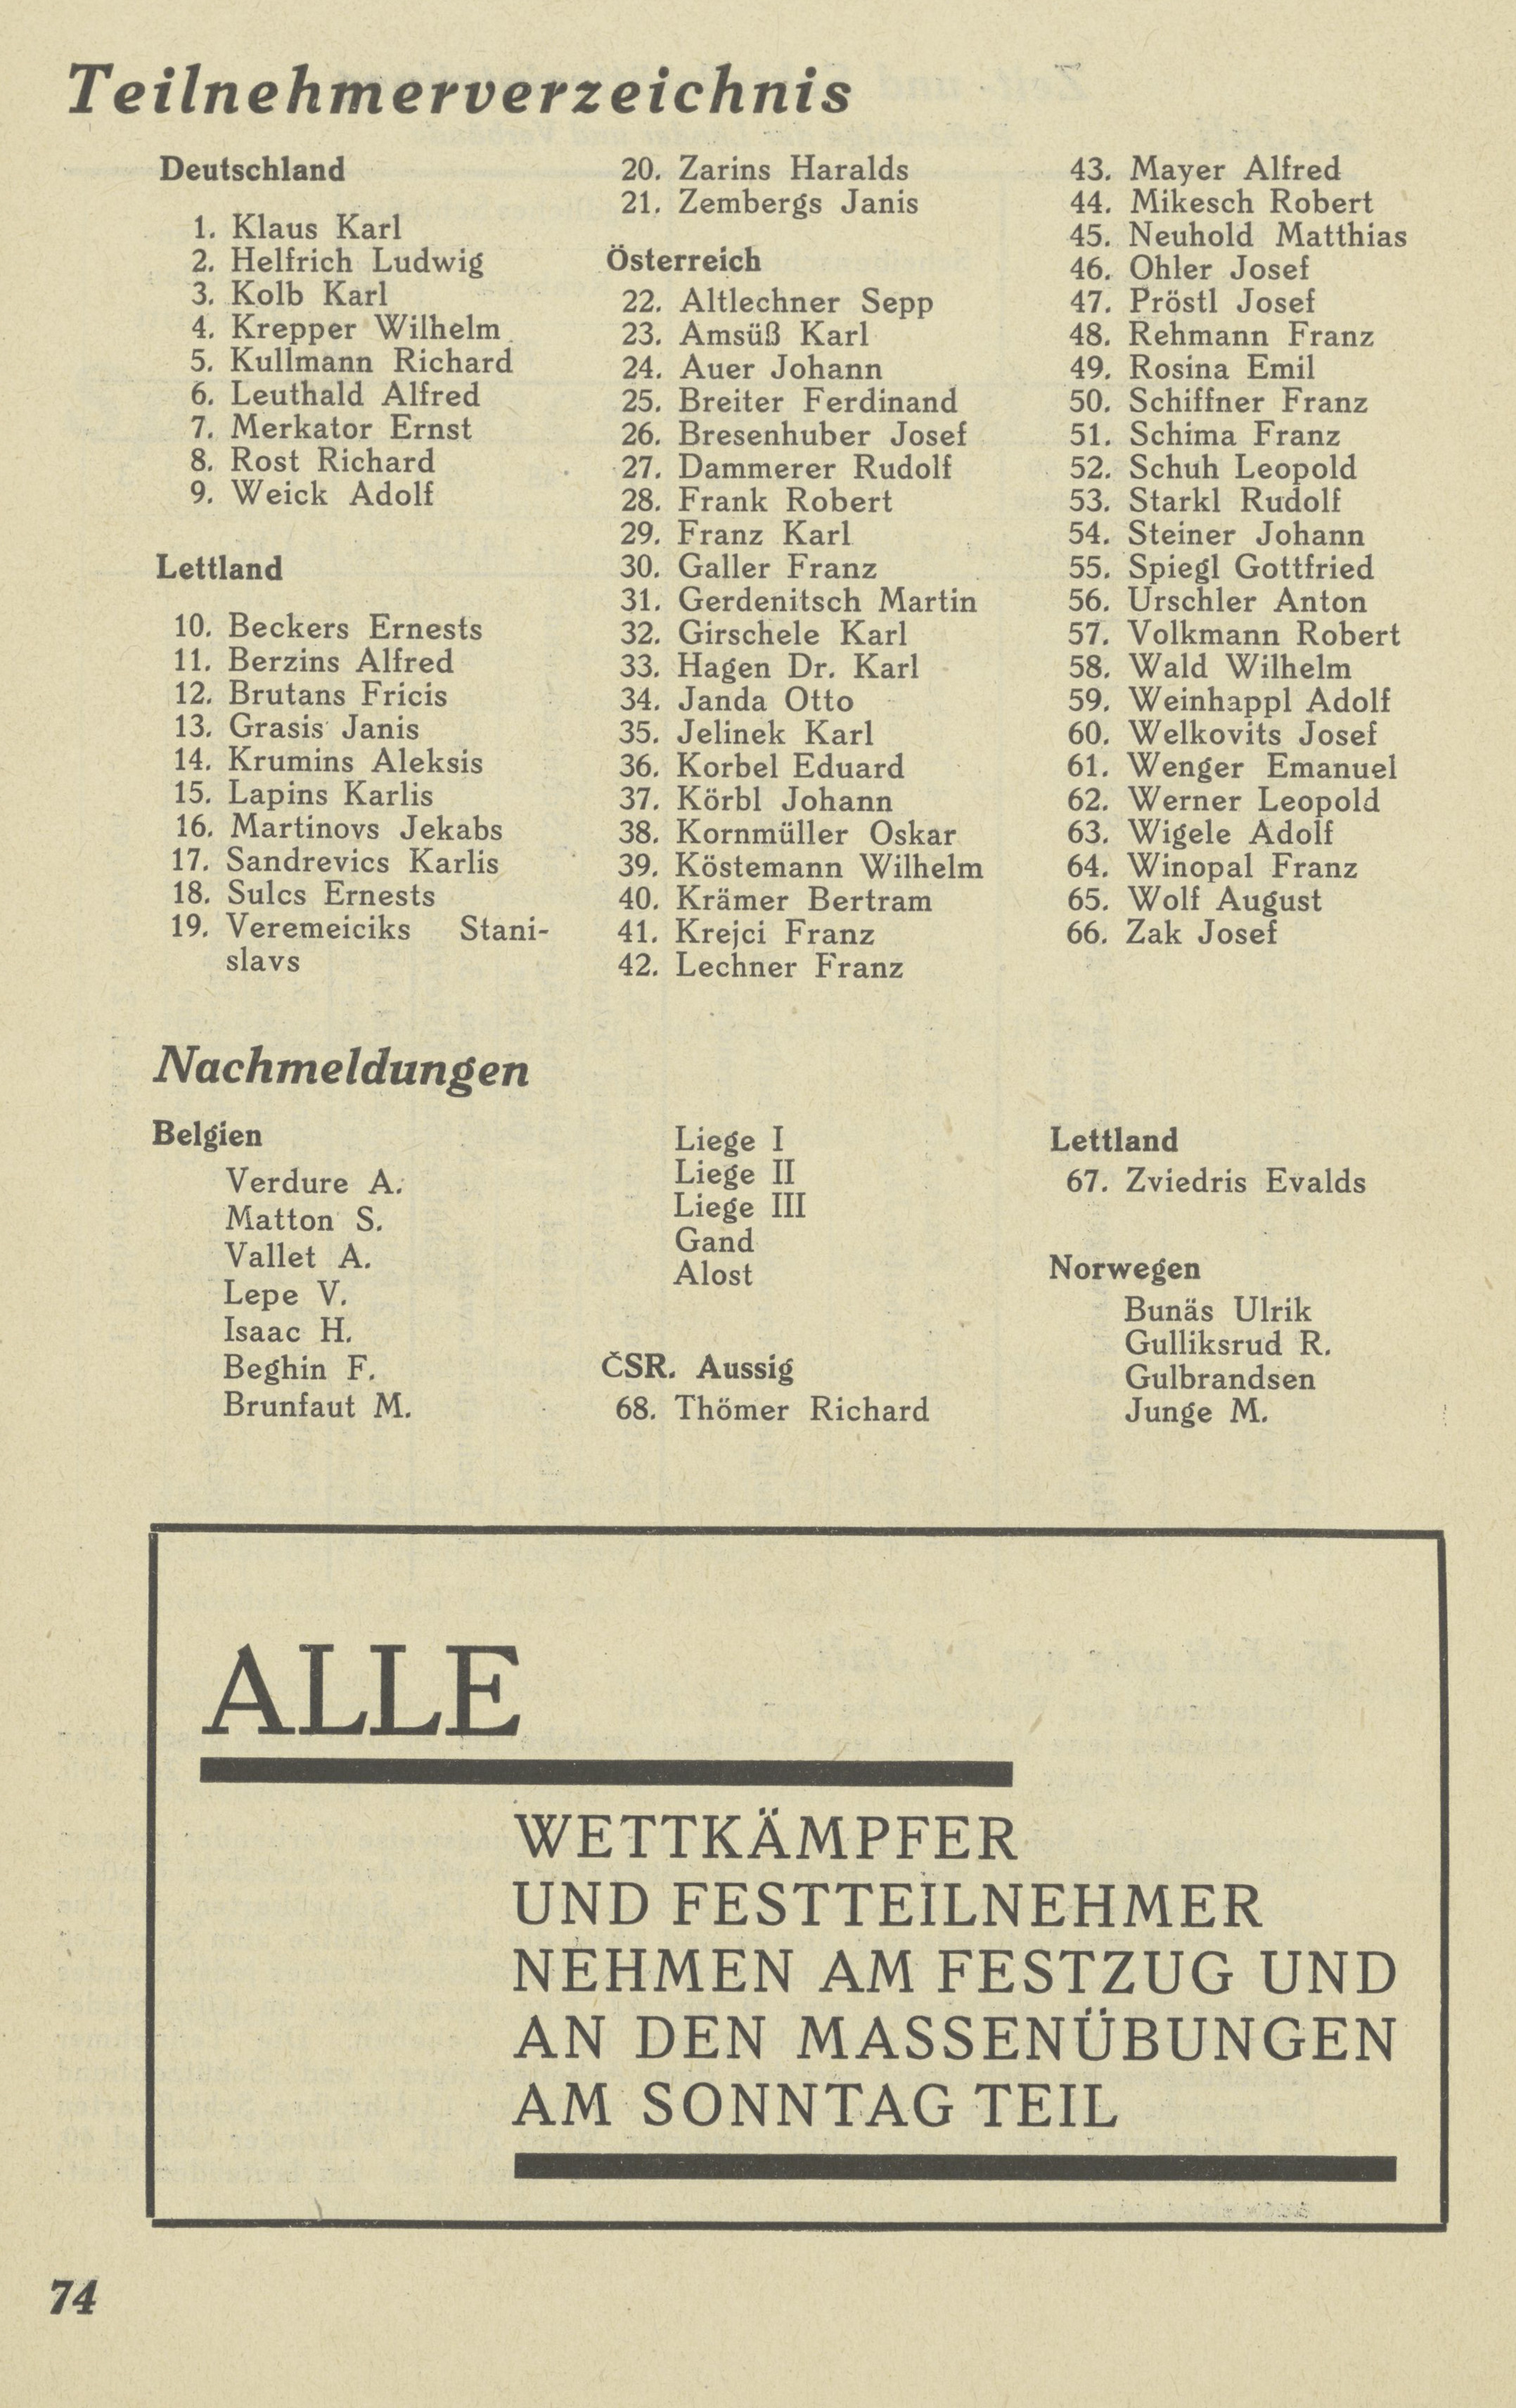 Teilnehmerverzeichnis
Deutschland
1. Klaus Karl
2. Helfrich Ludwig
3. Kolb Karl
4. Krepper Wilhelm
5. Kullmann Richard
6. Leuthald Alfred
7. Merkator Ernst
8. Rost Richard
9. Weick Adolf
Lettland
10. Beckers Ernests
11. Berzins Alfred
12. Brutans Fricis
13. Grasis Janis
14. Krumins Aleksis
15. Lapins Karlis
16. Martinovs Jekabs
17. Sandrevics Karlis
18. Sulcs Ernests
19. Veremeiciks Stani-
slavs
20. Zarins Haralds
21. Zembergs Janis
Österreich
22. Altlechner Sepp
23. Amsüß Karl
24. Auer Johann
25. Breiter Ferdinand
26. Bresenhuber Josef
27. Dammerer Rudolf
28. Frank Robert
29. Franz Karl
30. Galler Franz
31. Gerdenitsch Martin
32. Girschele Karl
33. Hagen Dr. Karl
34. Janda Otto
35. Jelinek Karl
36. Korbel Eduard
37. Körbl Johann
38. Kornmüller Oskar
39. Köstemann Wilhelm
40. Krämer Bertram
41. Krejci Franz
42. Lechner Franz
43. Mayer Alfred
44. Mikesch Robert
45. Neuhold Matthias
46. Ohler Josef
47. Pröstl Josef
48. Rehmann Franz
49. Rosina Emil
50. Schiffner Franz
51. Schima Franz
52. Schuh Leopold
53. Starkl Rudolf
54. Steiner Johann
55. Spiegl Gottfried
56. Urschler Anton
57. Volkmann Robert
58. Wald Wilhelm
59. Weinhappl Adolf
60. Welkovits Josef
61. Wenger Emanuel
62. Werner Leopold
63. Wigele Adolf
64. Winopal Franz
65. Wolf August
66. Zak Josef
Nachmeldungen
Belgien
Verdure A.
Matton S.
Vallet A.
Lepe V.
Isaac H.
Beghin F.
Brunfaut M.
Liege I
Liege II
Liege III
Gand
Alost
ČSR. Aussig
68. Thömer Richard
Lettland
67. Zviedris Evalds
Norwegen
Bunäs Ulrik
Gulliksrud R.
Gulbrandsen
Junge M.
ALLE
WETTKÄMPFER
UND FESTTEILNEHMER
NEHMEN AM FESTZUG UND
AN DEN MASSENÜBUNGEN
AM SONNTAG TEIL
74